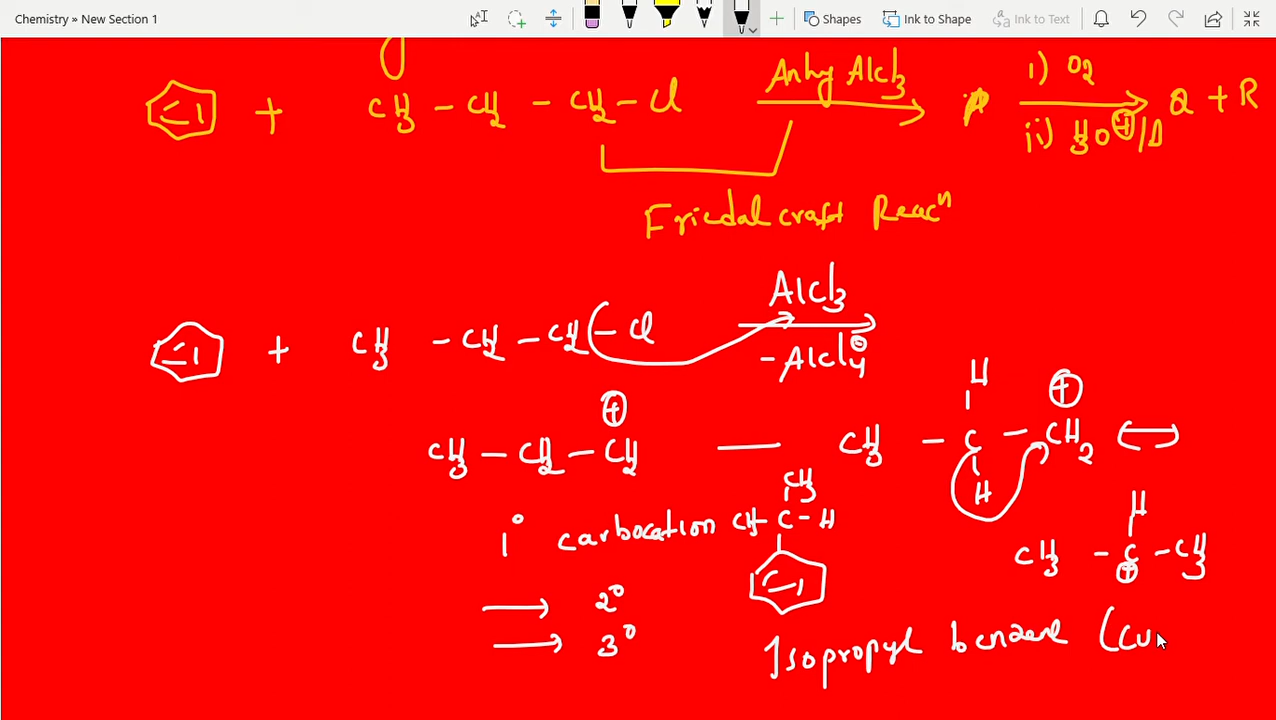 Chemistry » New Section 1
Shapes Ink to Shape Ink to Text
+ CH3 - CH2 - CH2 - Cl Anhy AlCl3 P i) O2 ii) H3O⊕/Δ Q + R
Friedal craft Reacn
+ CH3 - CH2 - CH2 - Cl AlCl3 -AlCl4⊖
CH3 - CH2 - CH2 ⊕ — CH3 - C - CH2 ⊕ ↔
H
H
1° carbocation
CH3
CH3 - C - H
H
CH3 - C - CH3
⊕
→ 2°
→ 3°
Isopropyl benzene (Cu